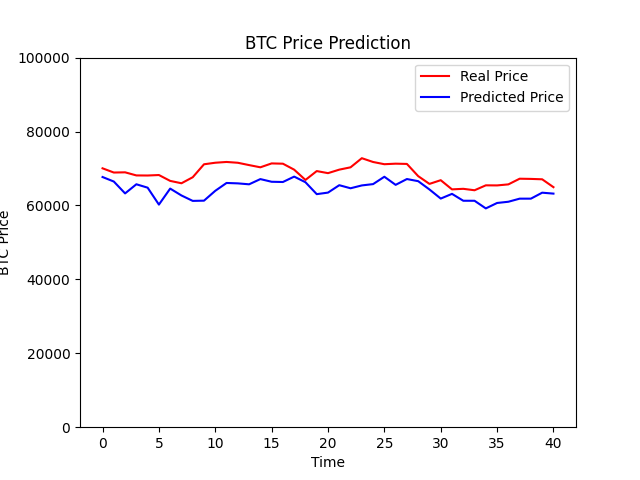 BTC Price Prediction
Real Price
Predicted Price
100000
80000
60000
40000
20000
0
BTC Price
0 5 10 15 20 25 30 35 40
Time